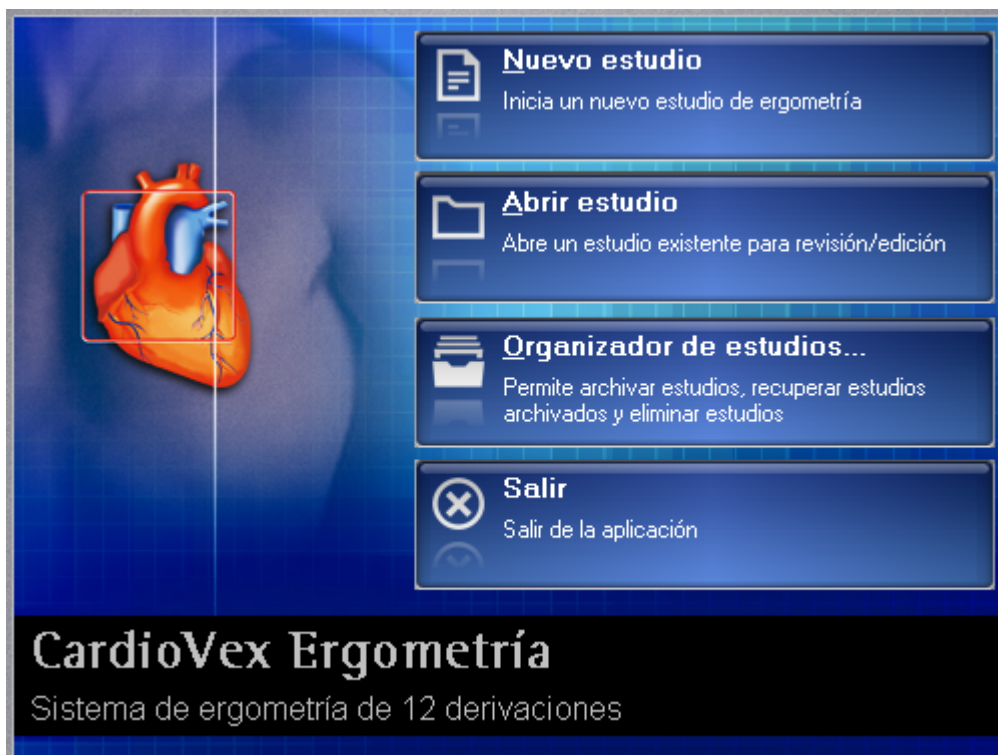 Nuevo estudio
Inicia un nuevo estudio de ergometría
Abrir estudio
Abre un estudio existente para revisión/edición
Organizador de estudios...
Permite archivar estudios, recuperar estudios
archivados y eliminar estudios
Salir
Salir de la aplicación
CardioVex Ergometría
Sistema de ergometría de 12 derivaciones